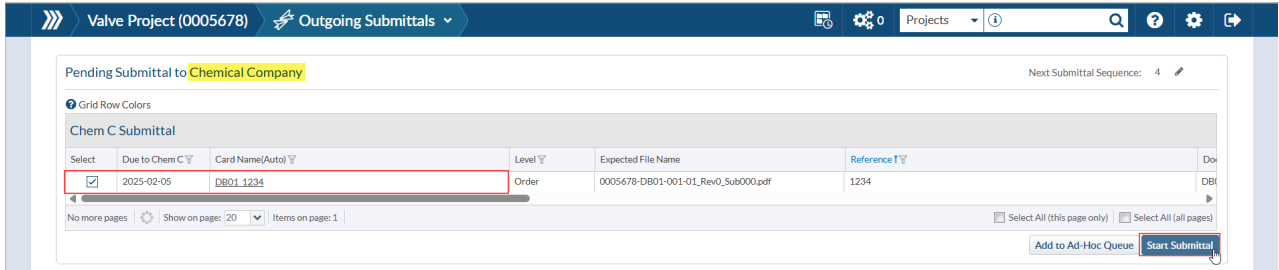 Valve Project (0005678) Outgoing Submittals 0 Projects
Pending Submittal to Chemical Company Next Submittal Sequence: 4
Grid Row Colors
Chem C Submittal
Select Due to Chem C Card Name(Auto) Level Expected File Name Reference
2025-02-05 DB01_1234 Order 0005678-DB01-001-01_Rev0_Sub000.pdf 1234
No more pages Show on page: 20 Items on page: 1 Select All (this page only) Select All (all pages)
Add to Ad-Hoc Queue Start Submittal